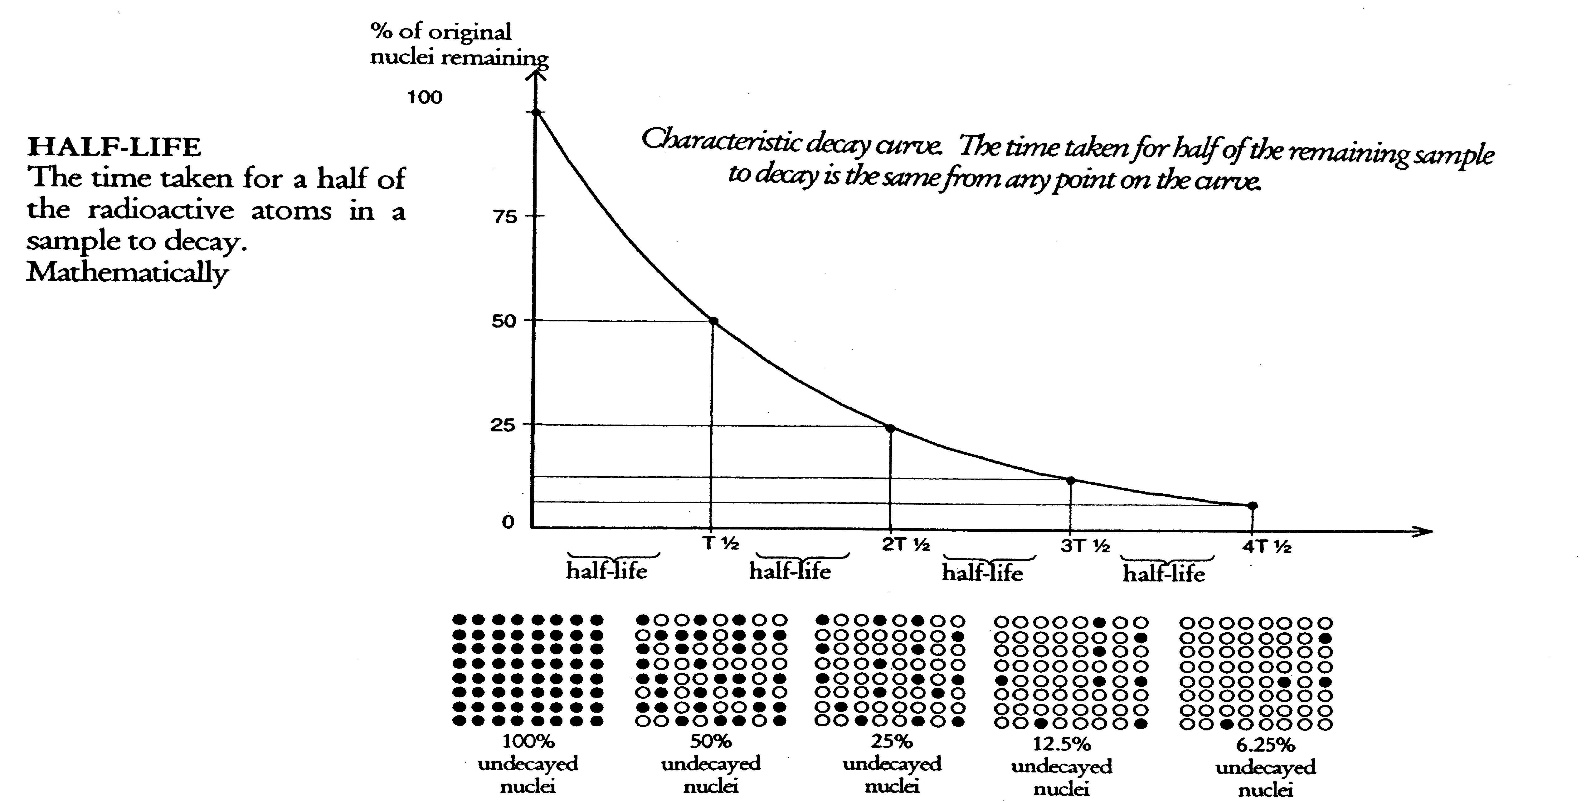 % of original
nuclei remaining
100
HALF-LIFE
The time taken for a half of
the radioactive atoms in a
sample to decay.
Mathematically
Characteristic decay curve. The time taken for half of the remaining sample
to decay is the same from any point on the curve.
75
50
25
0
T ½
2T ½
3T ½
4T ½
half-life
half-life
half-life
half-life
100%
undecayed
nuclei
50%
undecayed
nuclei
25%
undecayed
nuclei
12.5%
undecayed
nuclei
6.25%
undecayed
nuclei